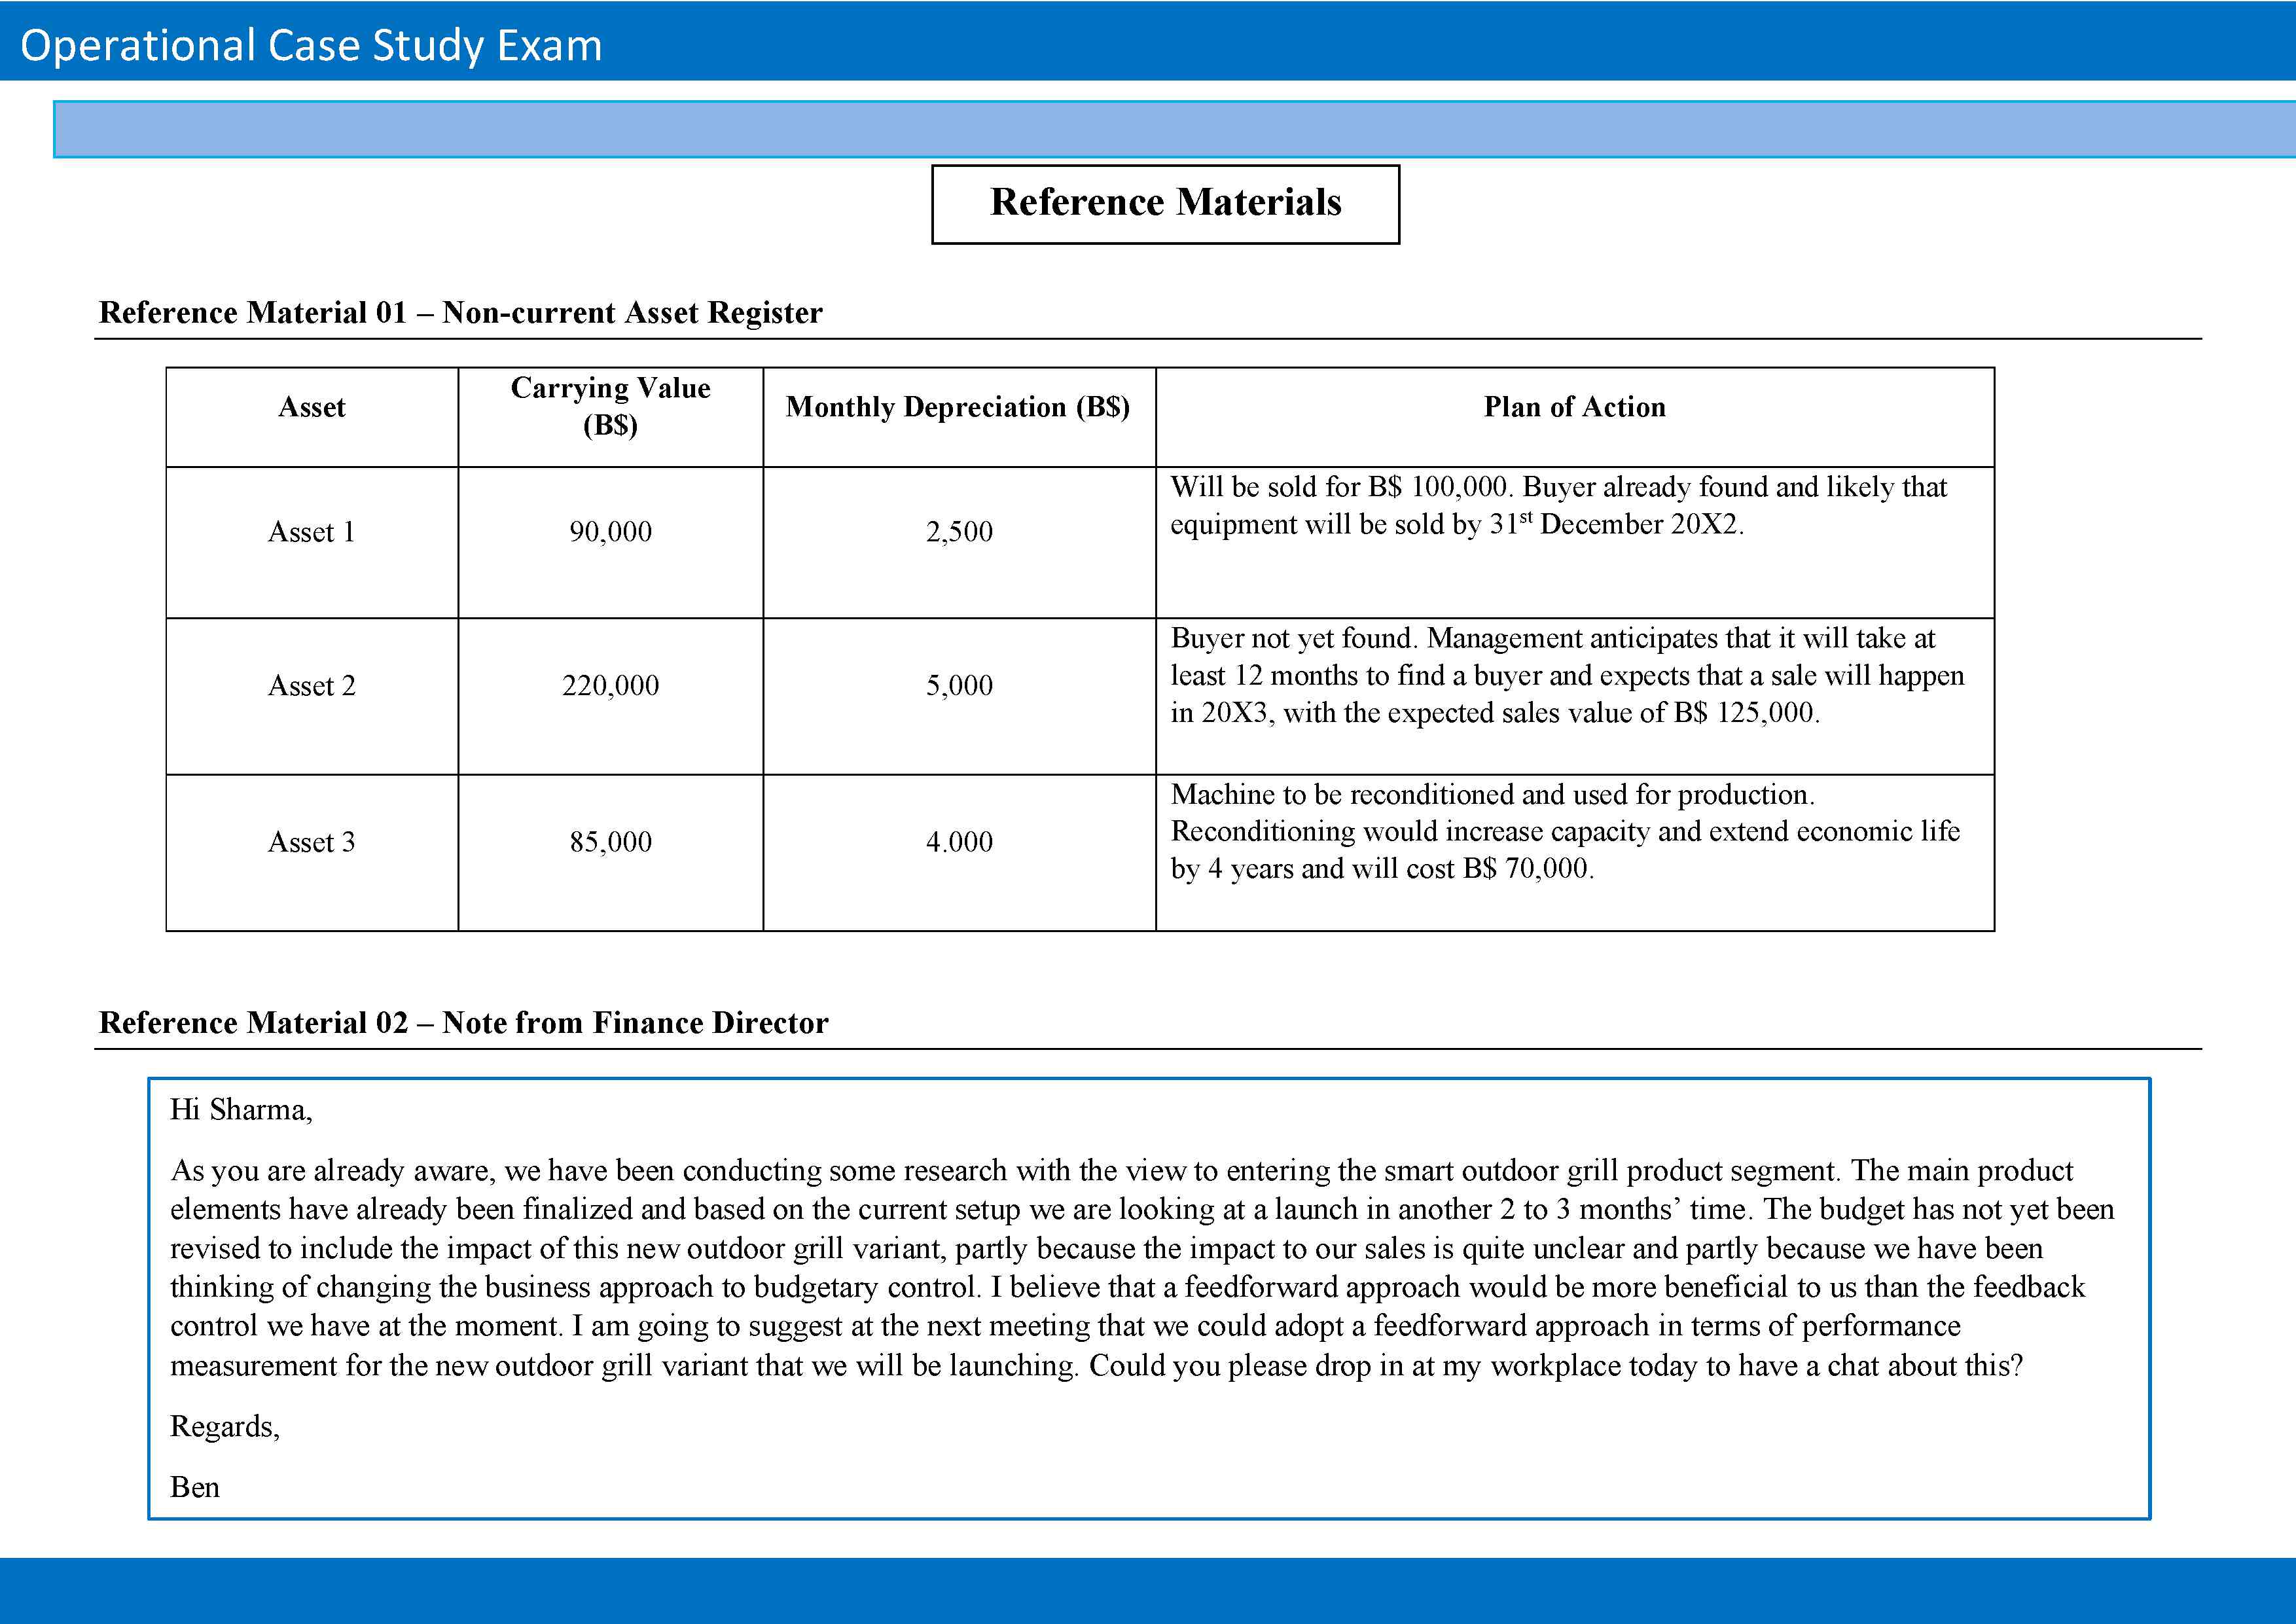 Operational Case Study Exam
Reference Materials
Reference Material 01 – Non-current Asset Register
Asset
Carrying Value
(B$)
Monthly Depreciation (B$)
Plan of Action
Asset 1
90,000
2,500
Will be sold for B$ 100,000. Buyer already found and likely that
equipment will be sold by 31st December 20X2.
Asset 2
220,000
5,000
Buyer not yet found. Management anticipates that it will take at
least 12 months to find a buyer and expects that a sale will happen
in 20X3, with the expected sales value of B$ 125,000.
Asset 3
85,000
4.000
Machine to be reconditioned and used for production.
Reconditioning would increase capacity and extend economic life
by 4 years and will cost B$ 70,000.
Reference Material 02 – Note from Finance Director
Hi Sharma,
As you are already aware, we have been conducting some research with the view to entering the smart outdoor grill product segment. The main product
elements have already been finalized and based on the current setup we are looking at a launch in another 2 to 3 months’ time. The budget has not yet been
revised to include the impact of this new outdoor grill variant, partly because the impact to our sales is quite unclear and partly because we have been
thinking of changing the business approach to budgetary control. I believe that a feedforward approach would be more beneficial to us than the feedback
control we have at the moment. I am going to suggest at the next meeting that we could adopt a feedforward approach in terms of performance
measurement for the new outdoor grill variant that we will be launching. Could you please drop in at my workplace today to have a chat about this?
Regards,
Ben